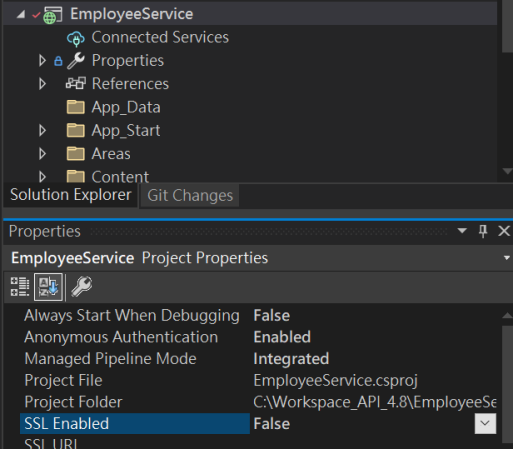 EmployeeService
Connected Services
Properties
References
App_Data
App_Start
Areas
Content
Solution Explorer Git Changes
Properties
EmployeeService Project Properties
Always Start When Debugging False
Anonymous Authentication Enabled
Managed Pipeline Mode Integrated
Project File EmployeeService.csproj
Project Folder C:\Workspace_API_4.8\EmployeeSe
SSL Enabled False
SSL URL